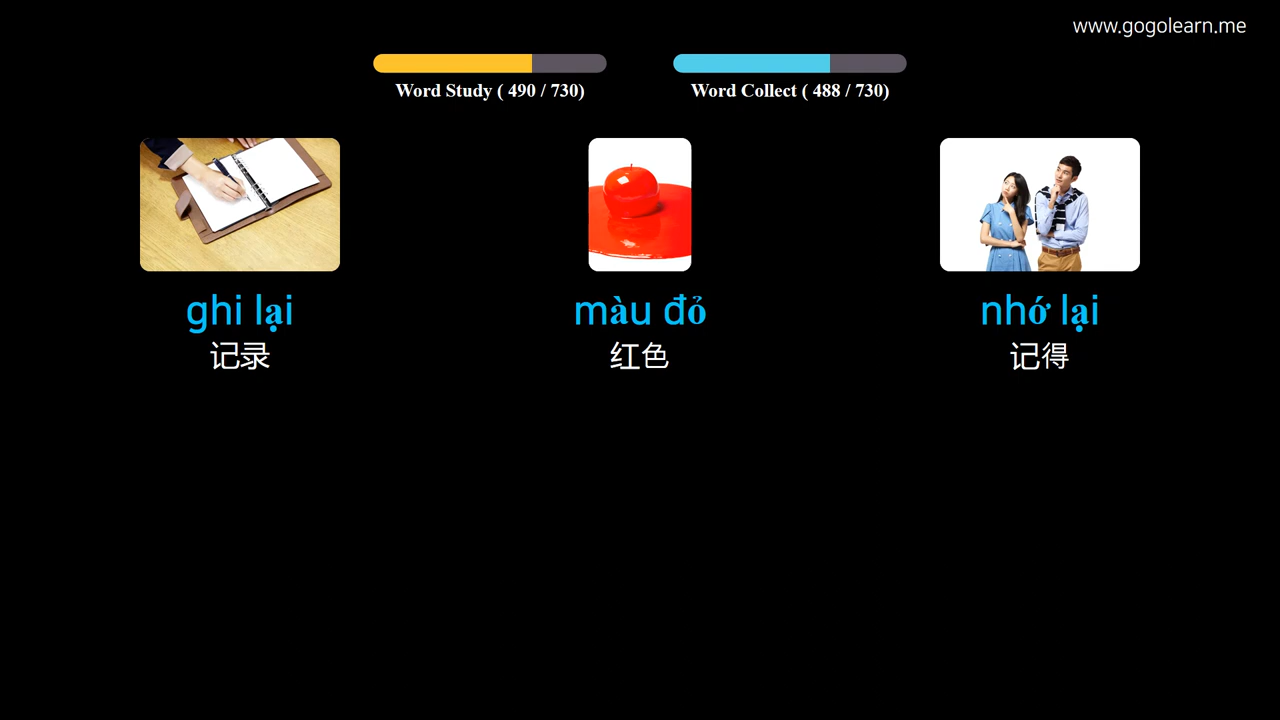 www.gogolearn.me
Word Study ( 490 / 730)
Word Collect ( 488 / 730)
ghi lại
记录
màu đỏ
红色
nhớ lại
记得